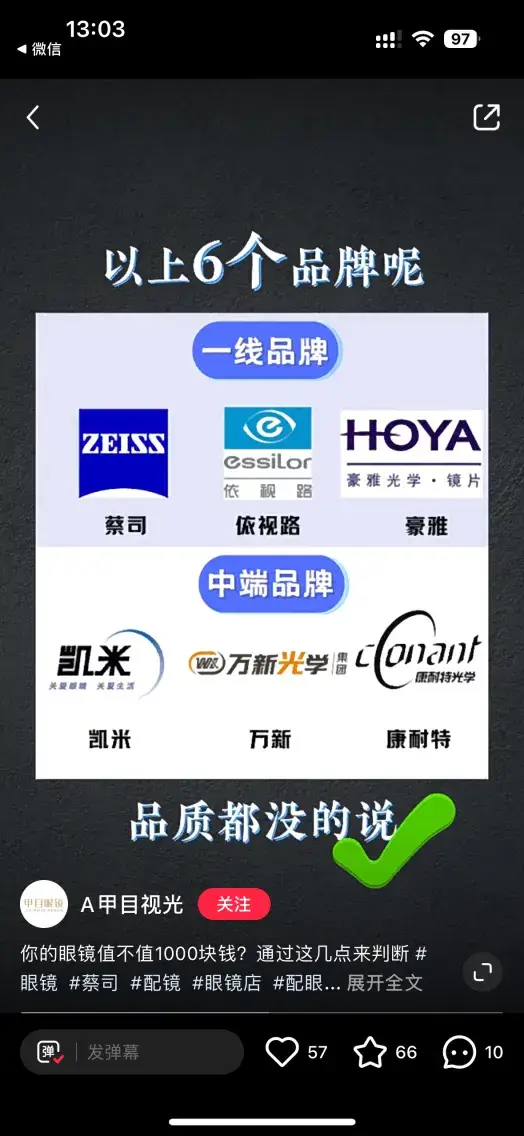 13:03
97
◀ 微信
以上6个品牌呢
一线品牌
ZEISS
essilor
依视路
HOYA
豪雅光学·镜片
蔡司
依视路
豪雅
中端品牌
凯米
关爱眼睛 关爱生活
万新光学集团
conant
康耐特光学
凯米
万新
康耐特
品质都没的说
甲目眼镜
A甲目视光
关注
你的眼镜值不值1000块钱？通过这几点来判断 #
眼镜 #蔡司 #配镜 #眼镜店 #配眼... 展开全文
弹
发弹幕
57
66
10